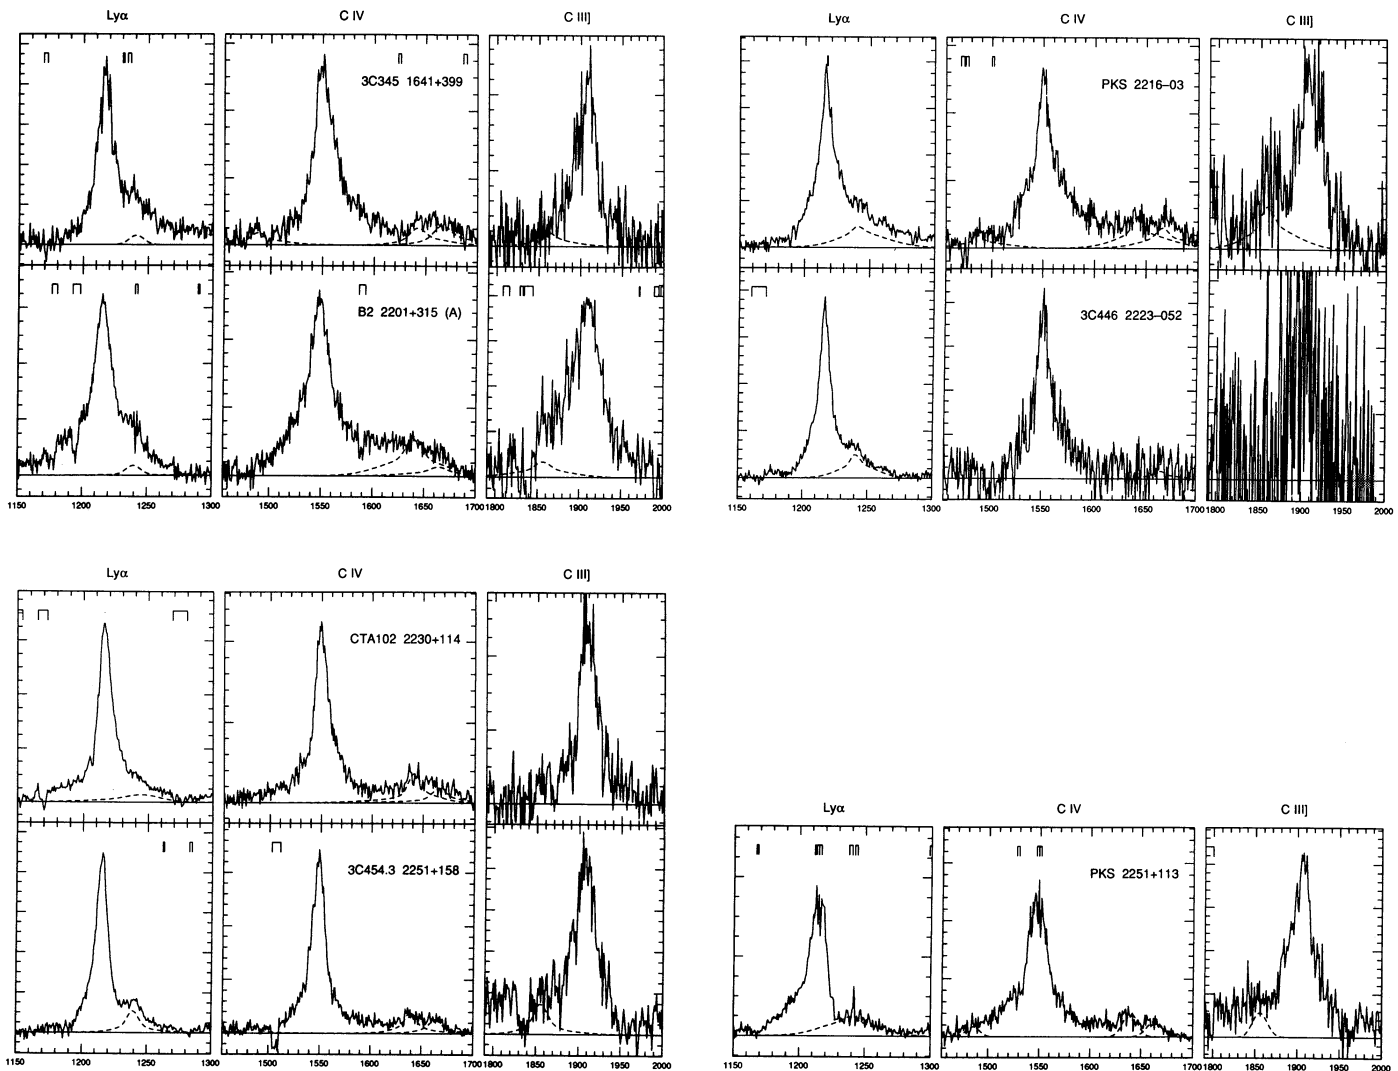 Lyα C IV C III]
3C345 1641+399
B2 2201+315 (A)
1150 1200 1250 1300 1500 1550 1600 1650 1700 1800 1850 1900 1950 2000
Lyα C IV C III]
PKS 2216–03
3C446 2223–052
1150 1200 1250 1300 1500 1550 1600 1650 1700 1800 1850 1900 1950 2000
Lyα C IV C III]
CTA102 2230+114
3C454.3 2251+158
1150 1200 1250 1300 1500 1550 1600 1650 1700 1800 1850 1900 1950 2000
Lyα C IV C III]
PKS 2251+113
1150 1200 1250 1300 1500 1550 1600 1650 1700 1800 1850 1900 1950 2000